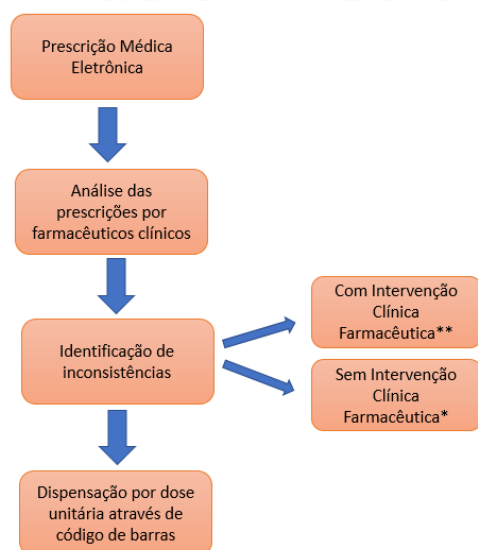 Prescrição Médica
Eletrônica
Análise das
prescrições por
farmacêuticos clínicos
Identificação de
inconsistências
Com Intervenção
Clínica
Farmacêutica**
Sem Intervenção
Clínica
Farmacêutica*
Dispensação por dose
unitária através de
código de barras